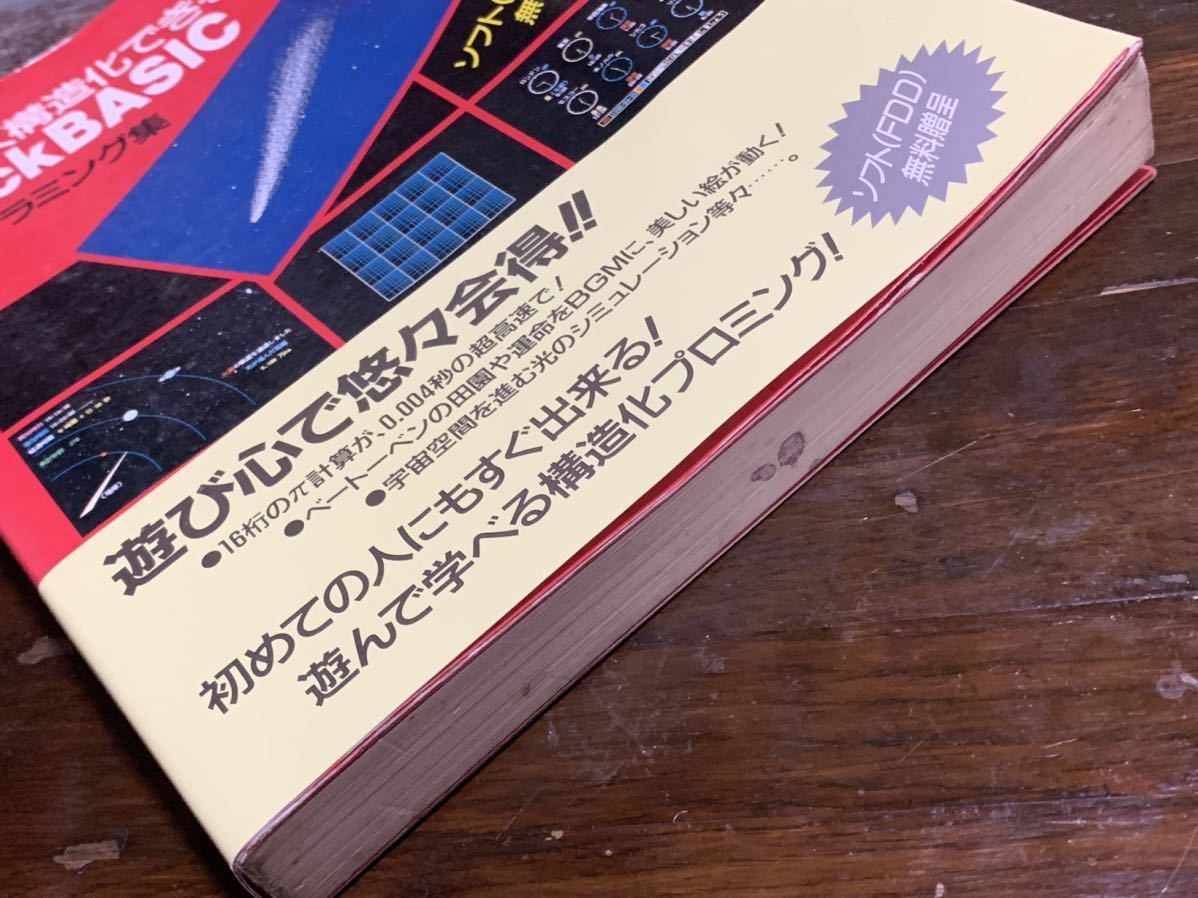 構造化でき
ckBASIC
ラミング集
ソフト(
無
遊び心で悠々会得!!
●16桁のπ計算が、0.004秒の超高速で!
●ベートーベンの田園や運命をBGMに、美しい絵が動く!
●宇宙空間を進む光のシミュレーション等々……。
初めての人にもすぐ出来る!
遊んで学べる構造化プロミング!
ソフト(FDD)
無料贈呈